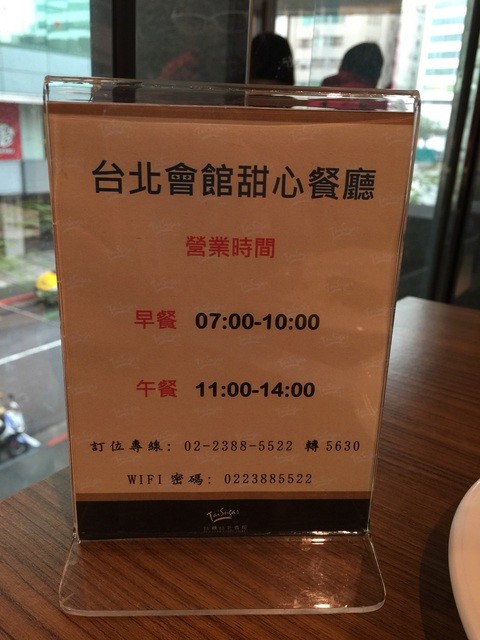 台北會館甜心餐廳
營業時間
早餐 07:00-10:00
午餐 11:00-14:00
訂位專線: 02-2388-5522 轉 5630
WIFI 密碼: 0223885522
TaiSugar